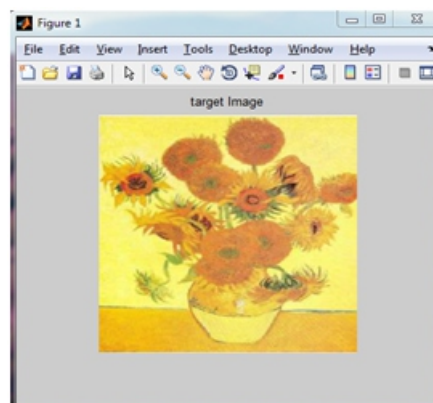 Figure 1
File Edit View Insert Tools Desktop Window Help
target Image